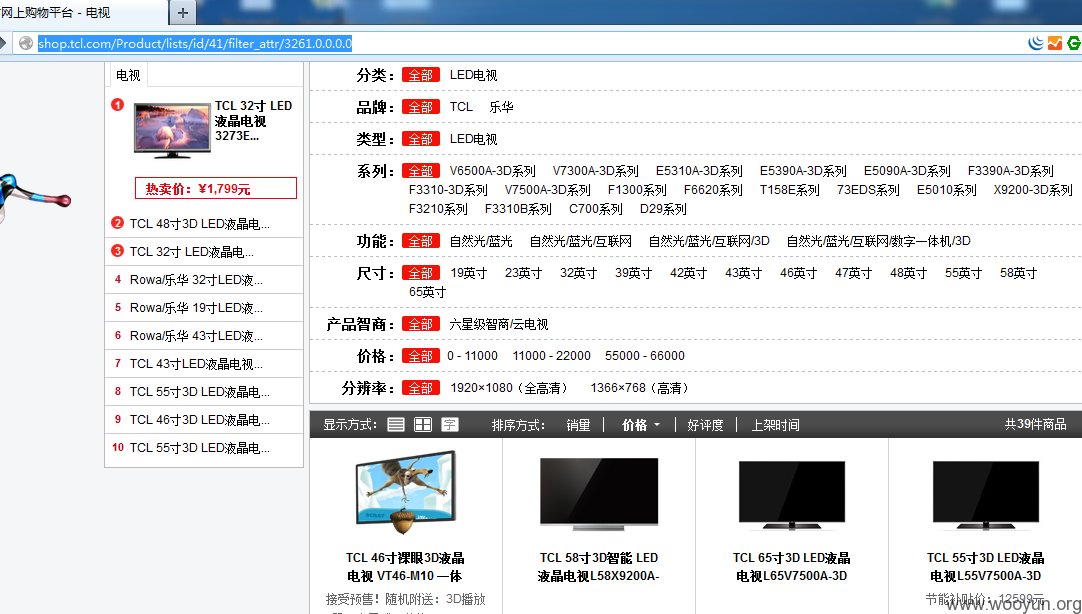 网上购物平台 - 电视
shop.tcl.com/Product/lists/id/41/filter_attr/3261.0.0.0.0
电视
1 TCL 32寸 LED
液晶电视
3273E...
热卖价：¥1,799元
2 TCL 48寸3D LED液晶电...
3 TCL 32寸 LED液晶电...
4 Rowa/乐华 32寸LED液...
5 Rowa/乐华 19寸LED液...
6 Rowa/乐华 43寸LED液...
7 TCL 43寸LED液晶电视...
8 TCL 55寸3D LED液晶电...
9 TCL 46寸3D LED液晶电...
10 TCL 55寸3D LED液晶电...
分类： 全部 LED电视
品牌： 全部 TCL 乐华
类型： 全部 LED电视
系列： 全部 V6500A-3D系列 V7300A-3D系列 E5310A-3D系列 E5390A-3D系列 E5090A-3D系列 F3390A-3D系列
F3310-3D系列 V7500A-3D系列 F1300系列 F6620系列 T158E系列 73EDS系列 E5010系列 X9200-3D系列
F3210系列 F3310B系列 C700系列 D29系列
功能： 全部 自然光/蓝光 自然光/蓝光/互联网 自然光/蓝光/互联网/3D 自然光/蓝光/互联网/数字一体机/3D
尺寸： 全部 19英寸 23英寸 32英寸 39英寸 42英寸 43英寸 46英寸 47英寸 48英寸 55英寸 58英寸
65英寸
产品智商： 全部 六星级智商/云电视
价格： 全部 0 - 11000 11000 - 22000 55000 - 66000
分辨率： 全部 1920×1080（全高清） 1366×768（高清）
显示方式： 字 排序方式： 销量 价格 好评度 上架时间 共39件商品
TCL 46寸裸眼3D液晶
电视 VT46-M10 一体
接受预售！随机附送：3D播放
TCL 58寸3D智能 LED
液晶电视L58X9200A-
TCL 65寸3D LED液晶
电视L65V7500A-3D
TCL 55寸3D LED液晶
电视L55V7500A-3D
节能补贴价：12599元
www.wooyun.org